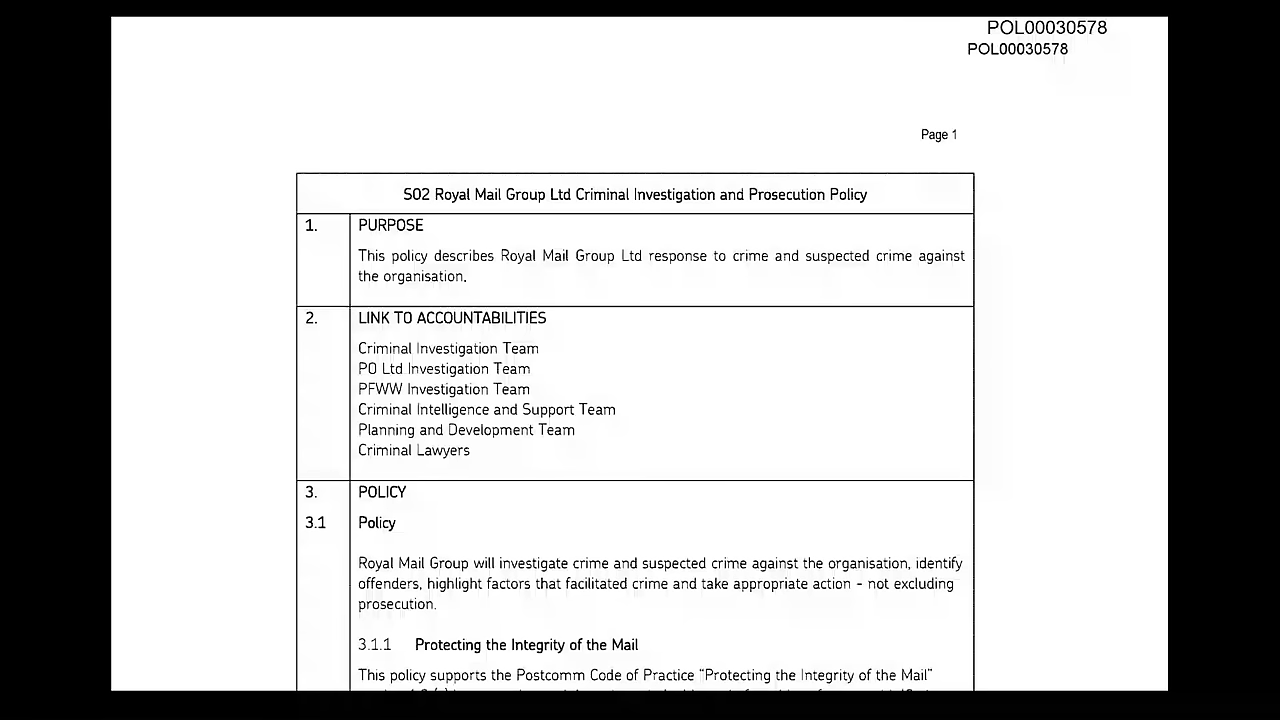 POL00030578
POL00030578
Page 1
S02 Royal Mail Group Ltd Criminal Investigation and Prosecution Policy
1. PURPOSE
This policy describes Royal Mail Group Ltd response to crime and suspected crime against
the organisation.
2. LINK TO ACCOUNTABILITIES
Criminal Investigation Team
PO Ltd Investigation Team
PFWW Investigation Team
Criminal Intelligence and Support Team
Planning and Development Team
Criminal Lawyers
3. POLICY
3.1 Policy
Royal Mail Group will investigate crime and suspected crime against the organisation, identify
offenders, highlight factors that facilitated crime and take appropriate action - not excluding
prosecution.
3.1.1 Protecting the Integrity of the Mail
This policy supports the Postcomm Code of Practice "Protecting the Integrity of the Mail"